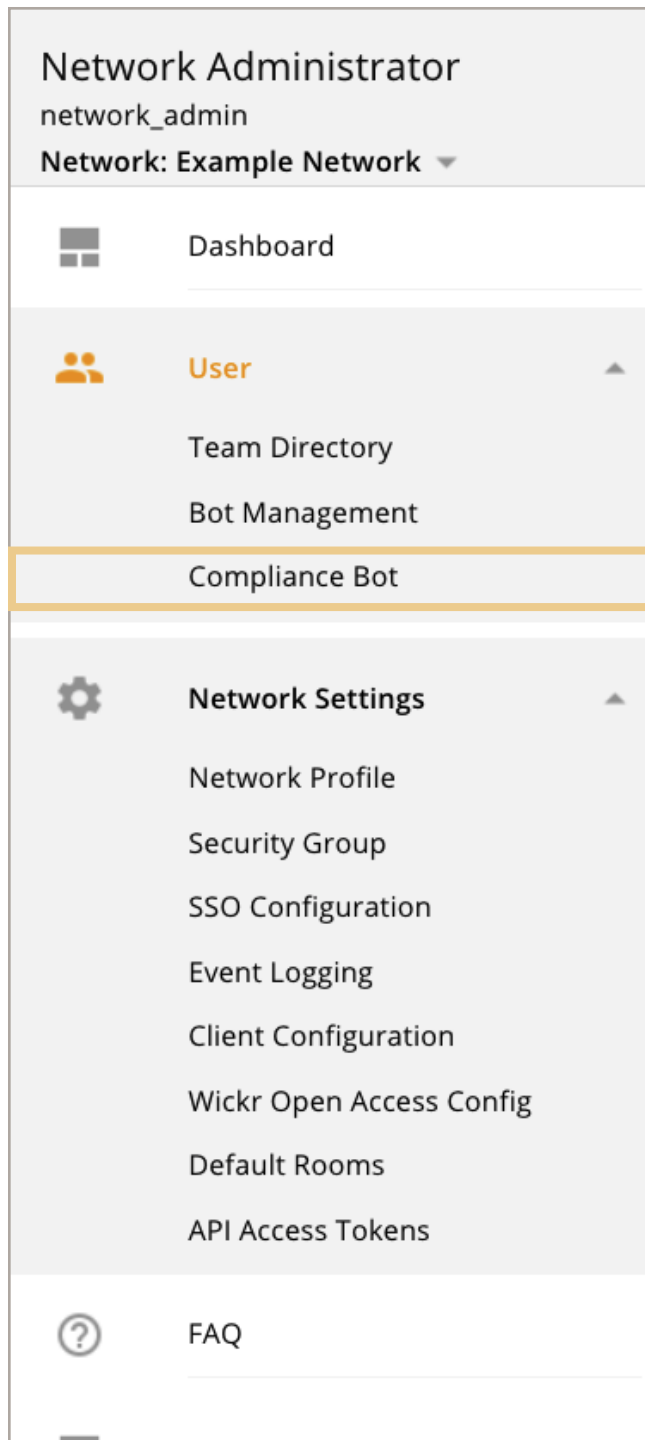 Network Administrator
network_admin
Network: Example Network
Dashboard
User
Team Directory
Bot Management
Compliance Bot
Network Settings
Network Profile
Security Group
SSO Configuration
Event Logging
Client Configuration
Wickr Open Access Config
Default Rooms
API Access Tokens
FAQ